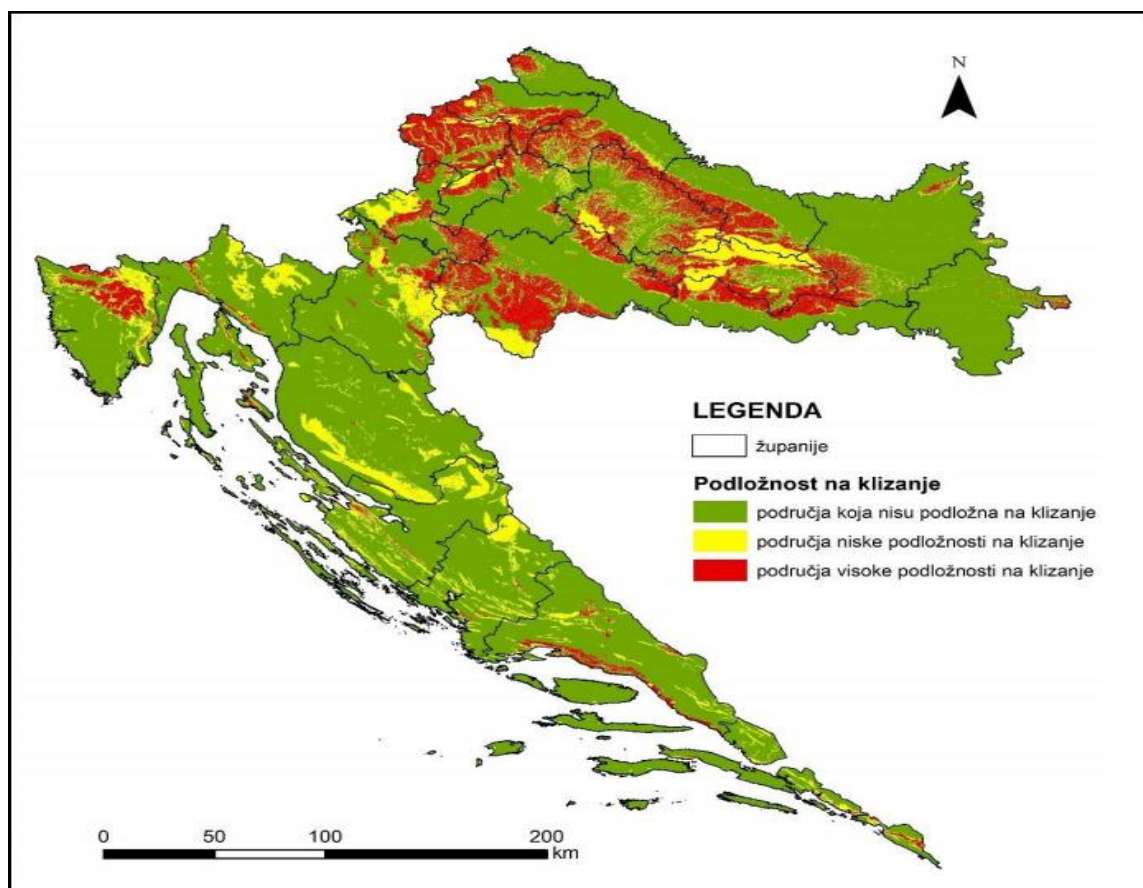 N
LEGENDA
županije
Podložnost na klizanje
područja koja nisu podložna na klizanje
područja niske podložnosti na klizanje
područja visoke podložnosti na klizanje
0 50 100 200
km